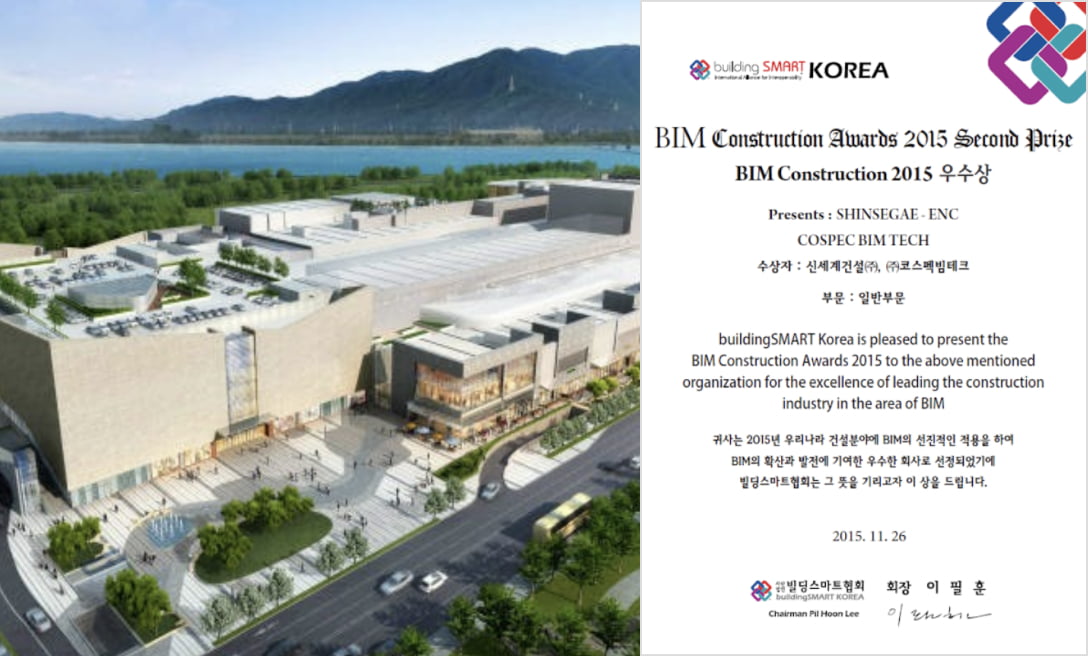 building SMART KOREA
International Alliance for Interoperability
BIM Construction Awards 2015 Second Prize
BIM Construction 2015 우수상
Presents : SHINSEGAE - ENC
COSPEC BIM TECH
수상자 : 신세계건설㈜, ㈜코스펙빔테크
부문 : 일반부문
buildingSMART Korea is pleased to present the
BIM Construction Awards 2015 to the above mentioned
organization for the excellence of leading the construction
industry in the area of BIM
귀사는 2015년 우리나라 건설분야에 BIM의 선진적인 적용을 하여
BIM의 확산과 발전에 기여한 우수한 회사로 선정되었기에
빌딩스마트협회는 그 뜻을 기리고자 이 상을 드립니다.
2015. 11. 26
사단법인 빌딩스마트협회 회장 이 필 훈
buildingSMART KOREA
Chairman Pil Hoon Lee 이필훈